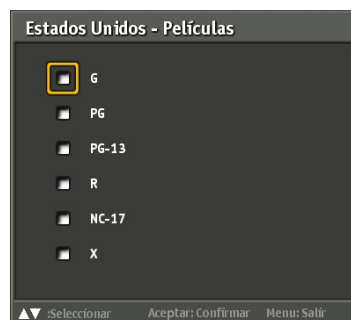 Estados Unidos - Películas
G
PG
PG-13
R
NC-17
X
▲▼ :Seleccionar Aceptar: Confirmar Menu: Salir